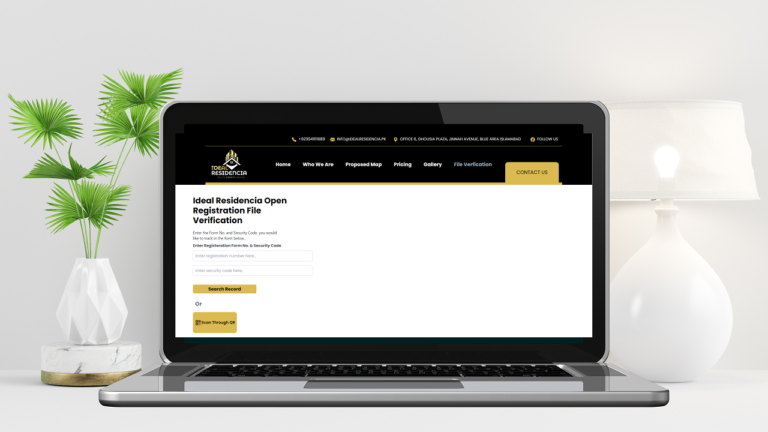 INFO@IDEALRESIDENCIA.PK
OFFICE 8, GHOUSIA PLAZA, JINNAH AVENUE, BLUE AREA ISLAMABAD
FOLLOW US
IDEAL
RESIDENCIA
Home
Who We Are
Proposed Map
Pricing
Gallery
File Verfication
CONTACT US
Ideal Residencia Open
Registration File
Verification
Enter the Form No. and Security Code, you would
like to track in the form below.
Enter Registeration Form No. & Security Code
Enter registration number here.
Enter security code here.
Search Record
Or
Scan Through QR